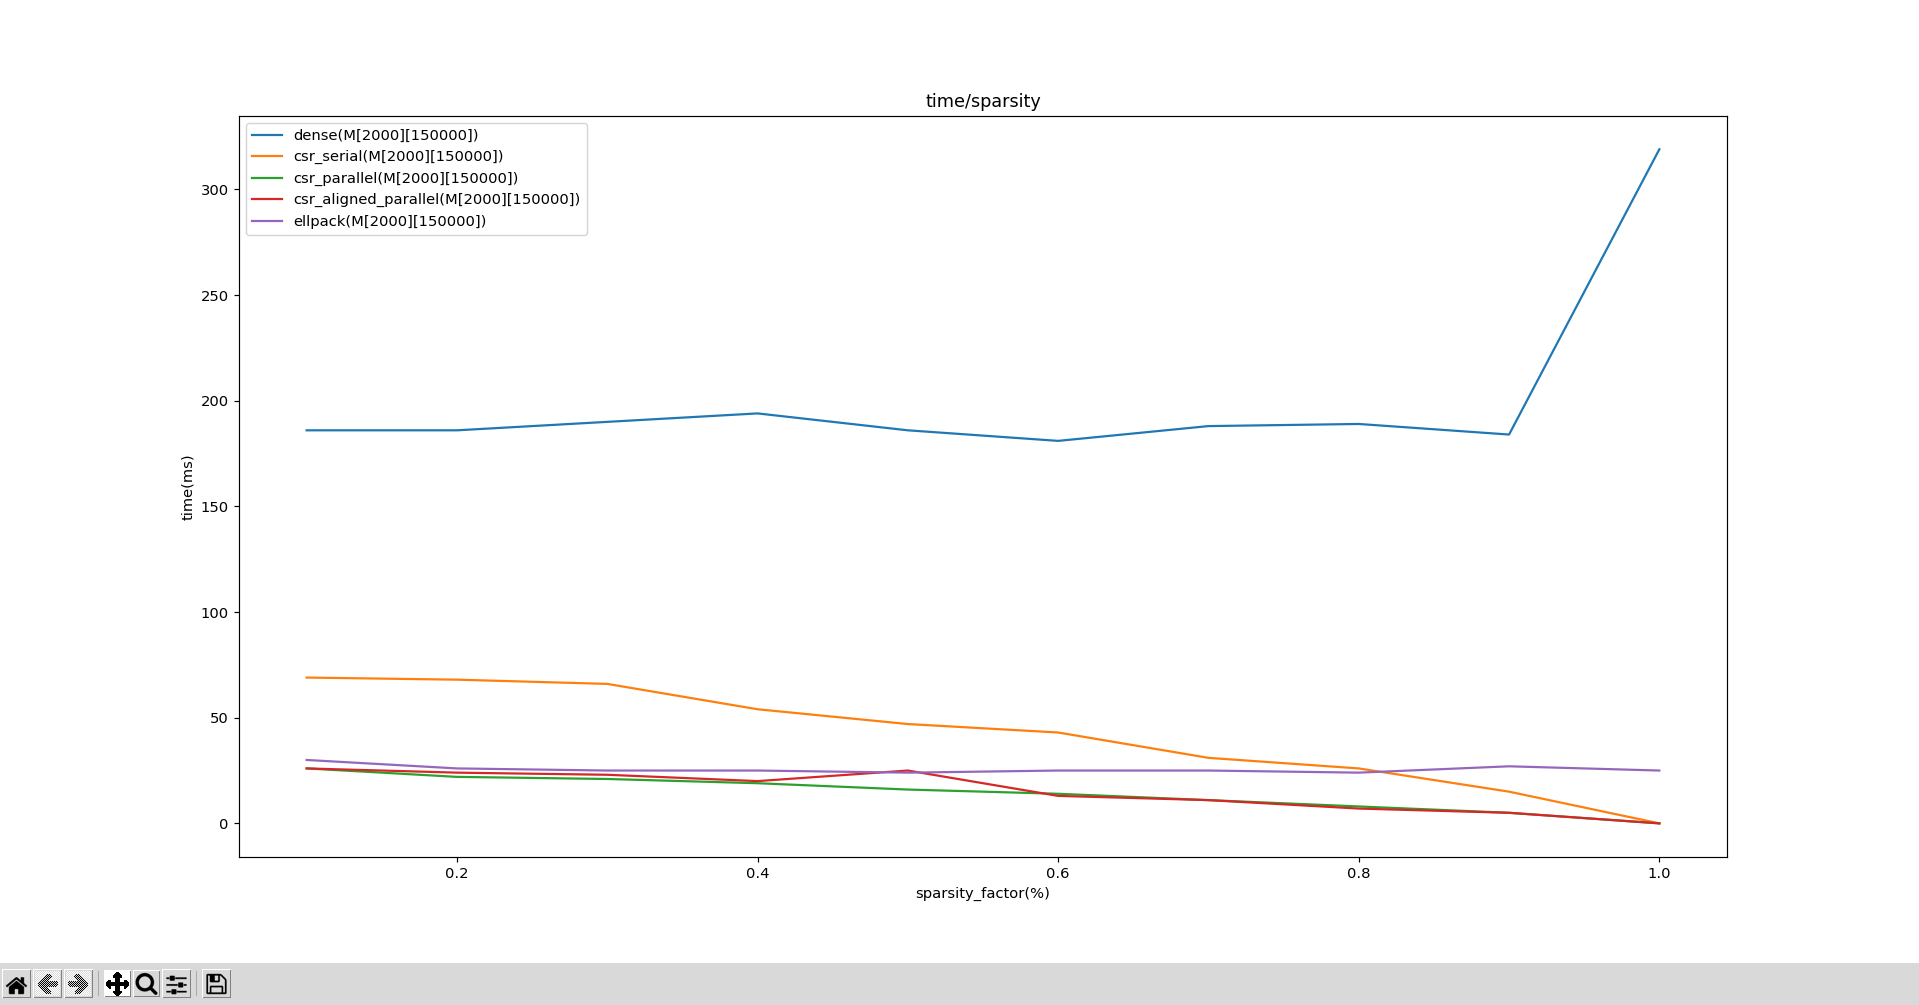 time/sparsity
dense(M[2000][150000])
csr_serial(M[2000][150000])
csr_parallel(M[2000][150000])
csr_aligned_parallel(M[2000][150000])
ellpack(M[2000][150000])
300
250
200
150
100
50
0
time(ms)
0.2 0.4 0.6 0.8 1.0
sparsity_factor(%)